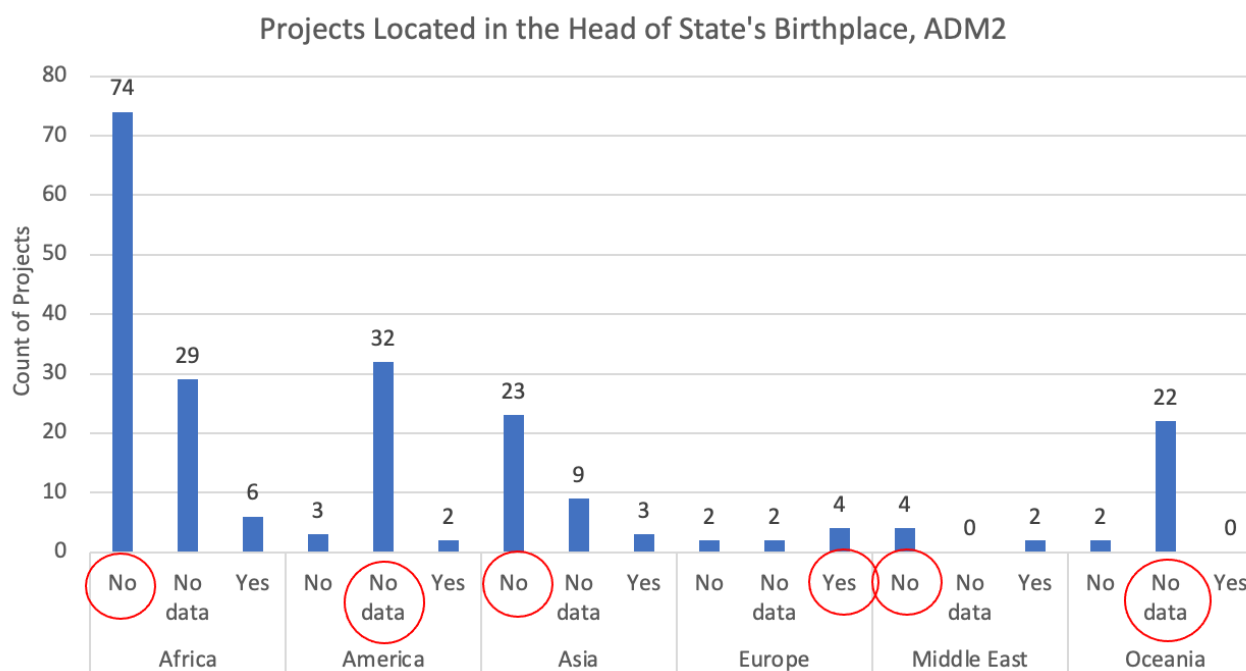 Projects Located in the Head of State's Birthplace, ADM2
Count of Projects
80
70
60
50
40
30
20
10
0
74
29
6
3
32
2
23
9
3
2
2
4
4
0
2
2
22
0
No
No data
Yes
No
No data
Yes
No
No data
Yes
No
No data
Yes
No
No data
Yes
No
No data
Yes
Africa
America
Asia
Europe
Middle East
Oceania